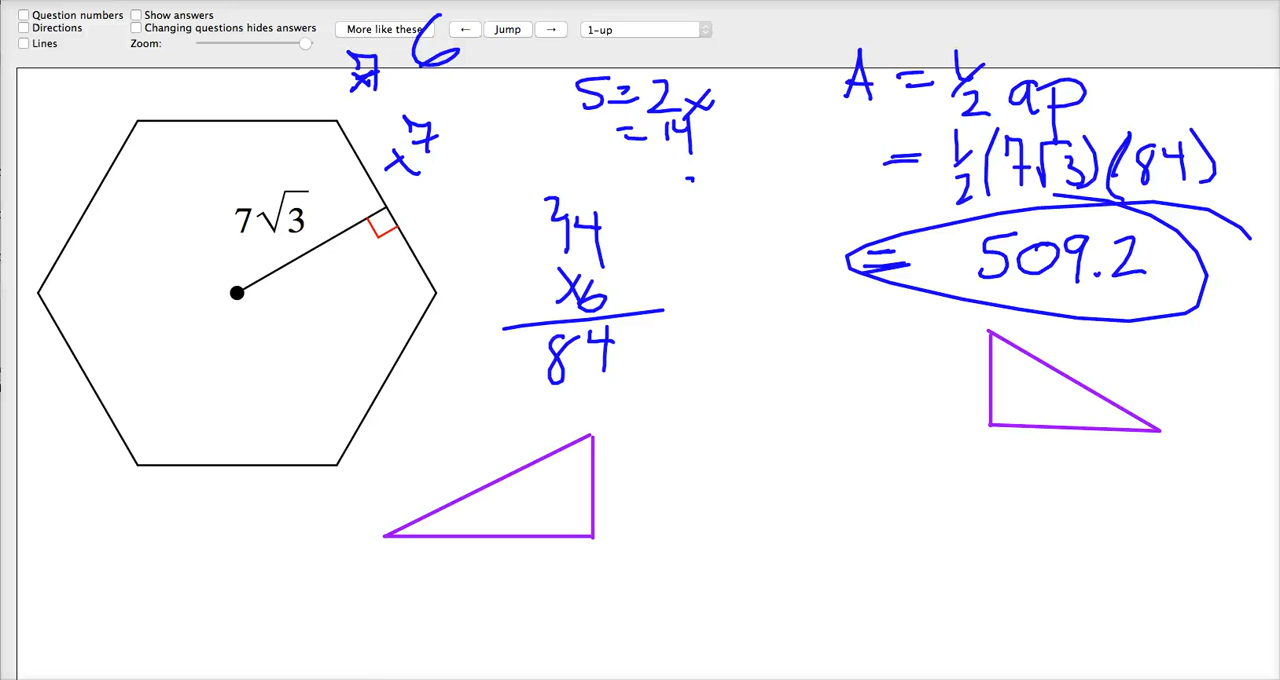 Question numbers Show answers
Directions Changing questions hides answers
Lines Zoom:
More like these ← Jump → 1-up
6
7
x 7
7√3
S = 2x
= 14
14
x6
84
A = 1/2 ap
= 1/2 (7√3)(84)
= 509.2